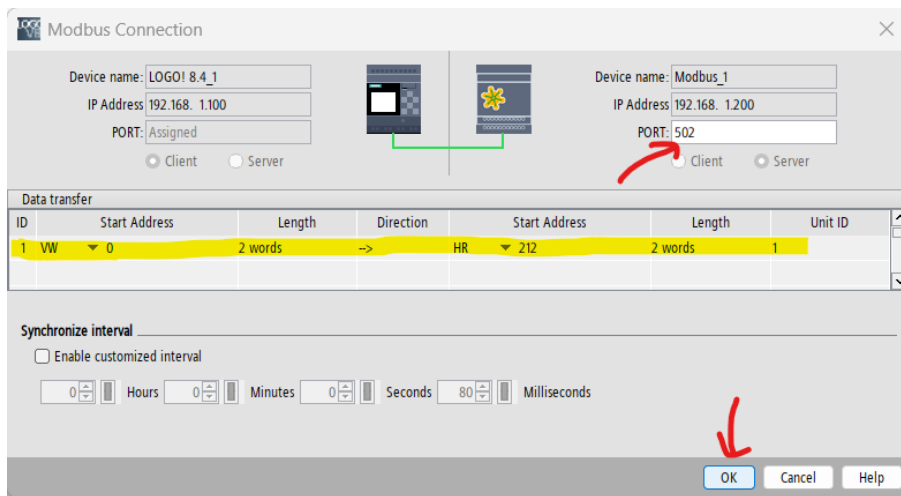 Modbus Connection
Device name: LOGO! 8.4_1
IP Address 192.168. 1.100
PORT: Assigned
Client Server
Device name: Modbus_1
IP Address 192.168. 1.200
PORT: 502
Client Server
Data transfer
ID Start Address Length Direction Start Address Length Unit ID
1 VW 0 2 words --> HR 212 2 words 1
Synchronize interval
Enable customized interval
0 Hours 0 Minutes 0 Seconds 80 Milliseconds
OK Cancel Help